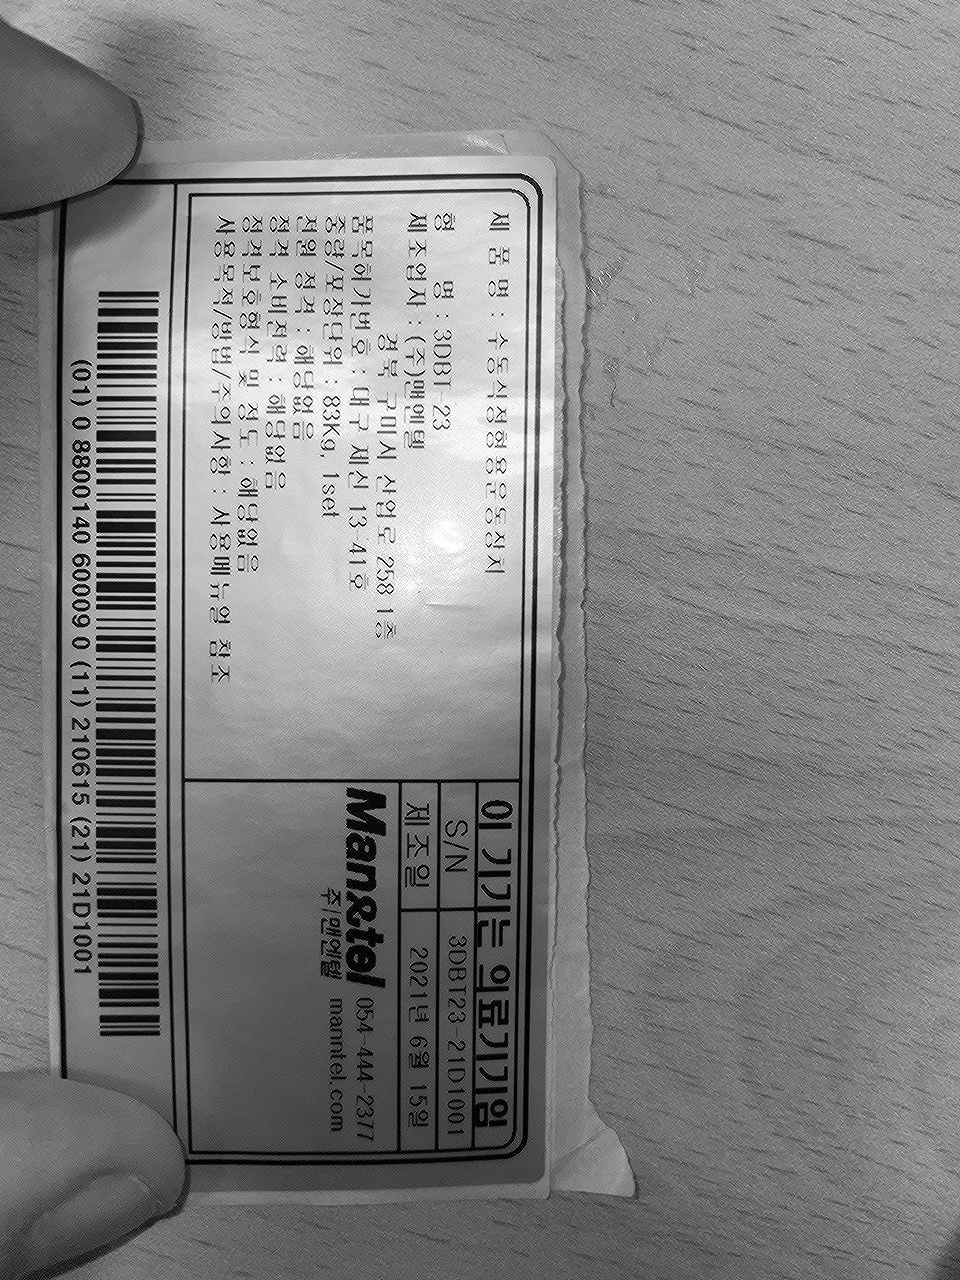 제 품 명 : 수동식정형용운동장치
형 명 : 3DBT-23
제조업자 : (주)맨엔텔
경북 구미시 산업로 258 1층
품목허가번호 : 대구 제신 13-41호
중량/포장단위 : 83Kg, 1set
전원 정격 : 해당없음
정격 소비전력 : 해당없음
정격보호형식 및 정도 : 해당없음
사용목적/방법/주의사항 : 사용메뉴얼 참조
이 기기는 의료기기임
S/N 3DBT23-21D1001
제조일 2021년 6월 15일
Man&tel 054-444-2377
주)맨엔텔 manntel.com
(01) 0 8800140 60009 0 (11) 210615 (21) 21D1001